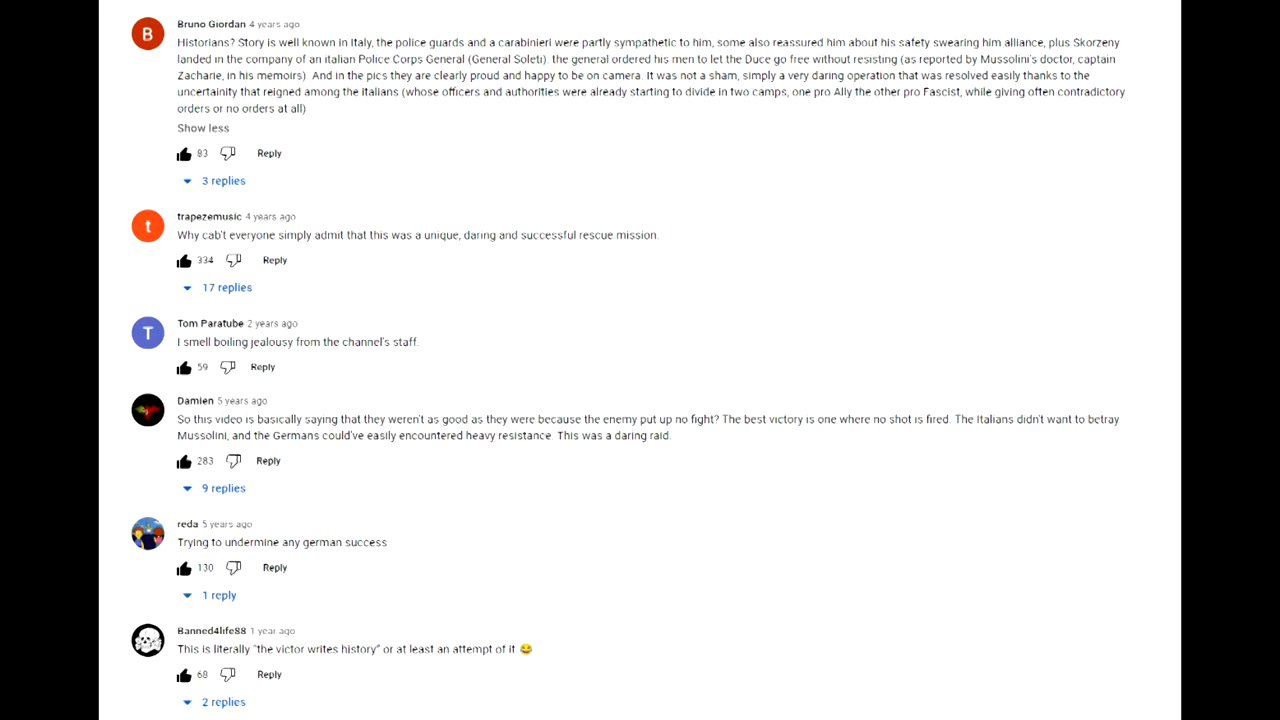 B
Bruno Giordan 4 years ago
Historians? Story is well known in Italy, the police guards and a carabinieri were partly sympathetic to him, some also reassured him about his safety swearing him alliance, plus Skorzeny
landed in the company of an italian Police Corps General (General Soleti). the general ordered his men to let the Duce go free without resisting (as reported by Mussolini's doctor, captain
Zacharie, in his memoirs). And in the pics they are clearly proud and happy to be on camera. It was not a sham, simply a very daring operation that was resolved easily thanks to the
uncertainity that reigned among the italians (whose officers and authorities were already starting to divide in two camps, one pro Ally the other pro Fascist, while giving often contradictory
orders or no orders at all)
Show less
83 Reply
3 replies
t
trapezemusic 4 years ago
Why cab't everyone simply admit that this was a unique, daring and successful rescue mission.
334 Reply
17 replies
T
Tom Paratube 2 years ago
I smell boiling jealousy from the channel's staff.
59 Reply
Damien 5 years ago
So this video is basically saying that they weren't as good as they were because the enemy put up no fight? The best victory is one where no shot is fired. The Italians didn't want to betray
Mussolini, and the Germans could've easily encountered heavy resistance. This was a daring raid.
283 Reply
9 replies
reda 5 years ago
Trying to undermine any german success
130 Reply
1 reply
Banned4life88 1 year ago
This is literally "the victor writes history" or at least an attempt of it 😂
68 Reply
2 replies